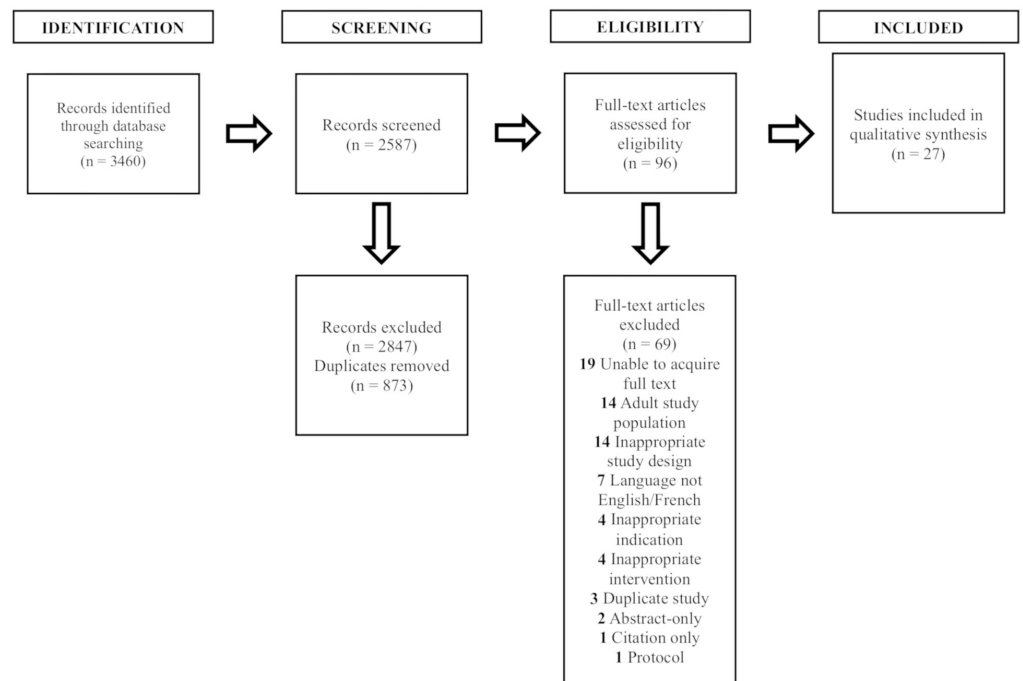 IDENTIFICATION
Records identified
through database
searching
(n = 3460)
SCREENING
Records screened
(n = 2587)
Records excluded
(n = 2847)
Duplicates removed
(n = 873)
ELIGIBILITY
Full-text articles
assessed for
eligibility
(n = 96)
Full-text articles
excluded
(n = 69)
19 Unable to acquire
full text
14 Adult study
population
14 Inappropriate
study design
7 Language not
English/French
4 Inappropriate
indication
4 Inappropriate
intervention
3 Duplicate study
2 Abstract-only
1 Citation only
1 Protocol
INCLUDED
Studies included in
qualitative synthesis
(n = 27)